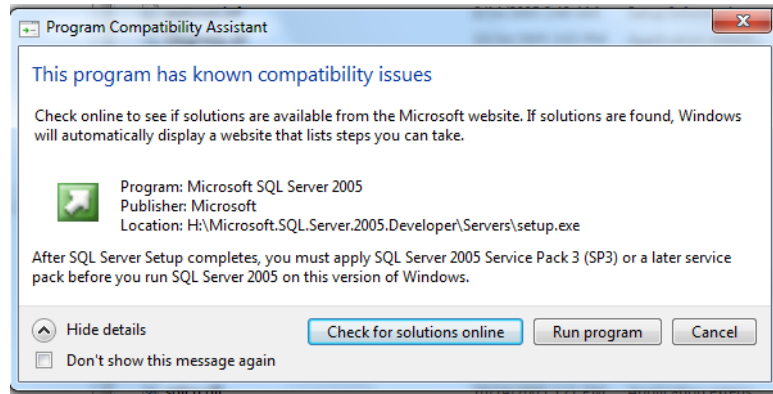 Program Compatibility Assistant
This program has known compatibility issues
Check online to see if solutions are available from the Microsoft website. If solutions are found, Windows
will automatically display a website that lists steps you can take.
Program: Microsoft SQL Server 2005
Publisher: Microsoft
Location: H:\Microsoft.SQL.Server.2005.Developer\Servers\setup.exe
After SQL Server Setup completes, you must apply SQL Server 2005 Service Pack 3 (SP3) or a later service
pack before you run SQL Server 2005 on this version of Windows.
Hide details
Check for solutions online
Run program
Cancel
Don't show this message again